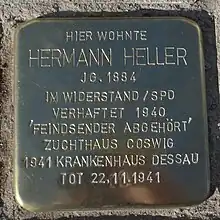 HIER WOHNTE
HERMANN HELLER
JG. 1884
IM WIDERSTAND / SPD
VERHAFTET 1940
'FEINDSENDER ABGEHÖRT'
ZUCHTHAUS COSWIG
1941 KRANKENHAUS DESSAU
TOT 22.11.1941